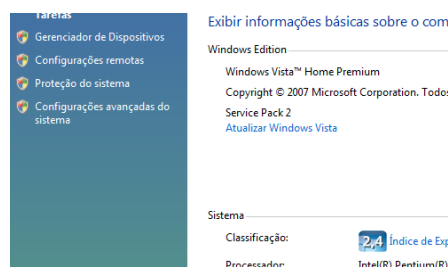 Tarefas
Gerenciador de Dispositivos
Configurações remotas
Proteção do sistema
Configurações avançadas do
sistema
Exibir informações básicas sobre o com
Windows Edition
Windows Vista™ Home Premium
Copyright © 2007 Microsoft Corporation. Todos
Service Pack 2
Atualizar Windows Vista
Sistema
Classificação:
2,4 Índice de Exp
Processador: Intel(R) Pentium(R)